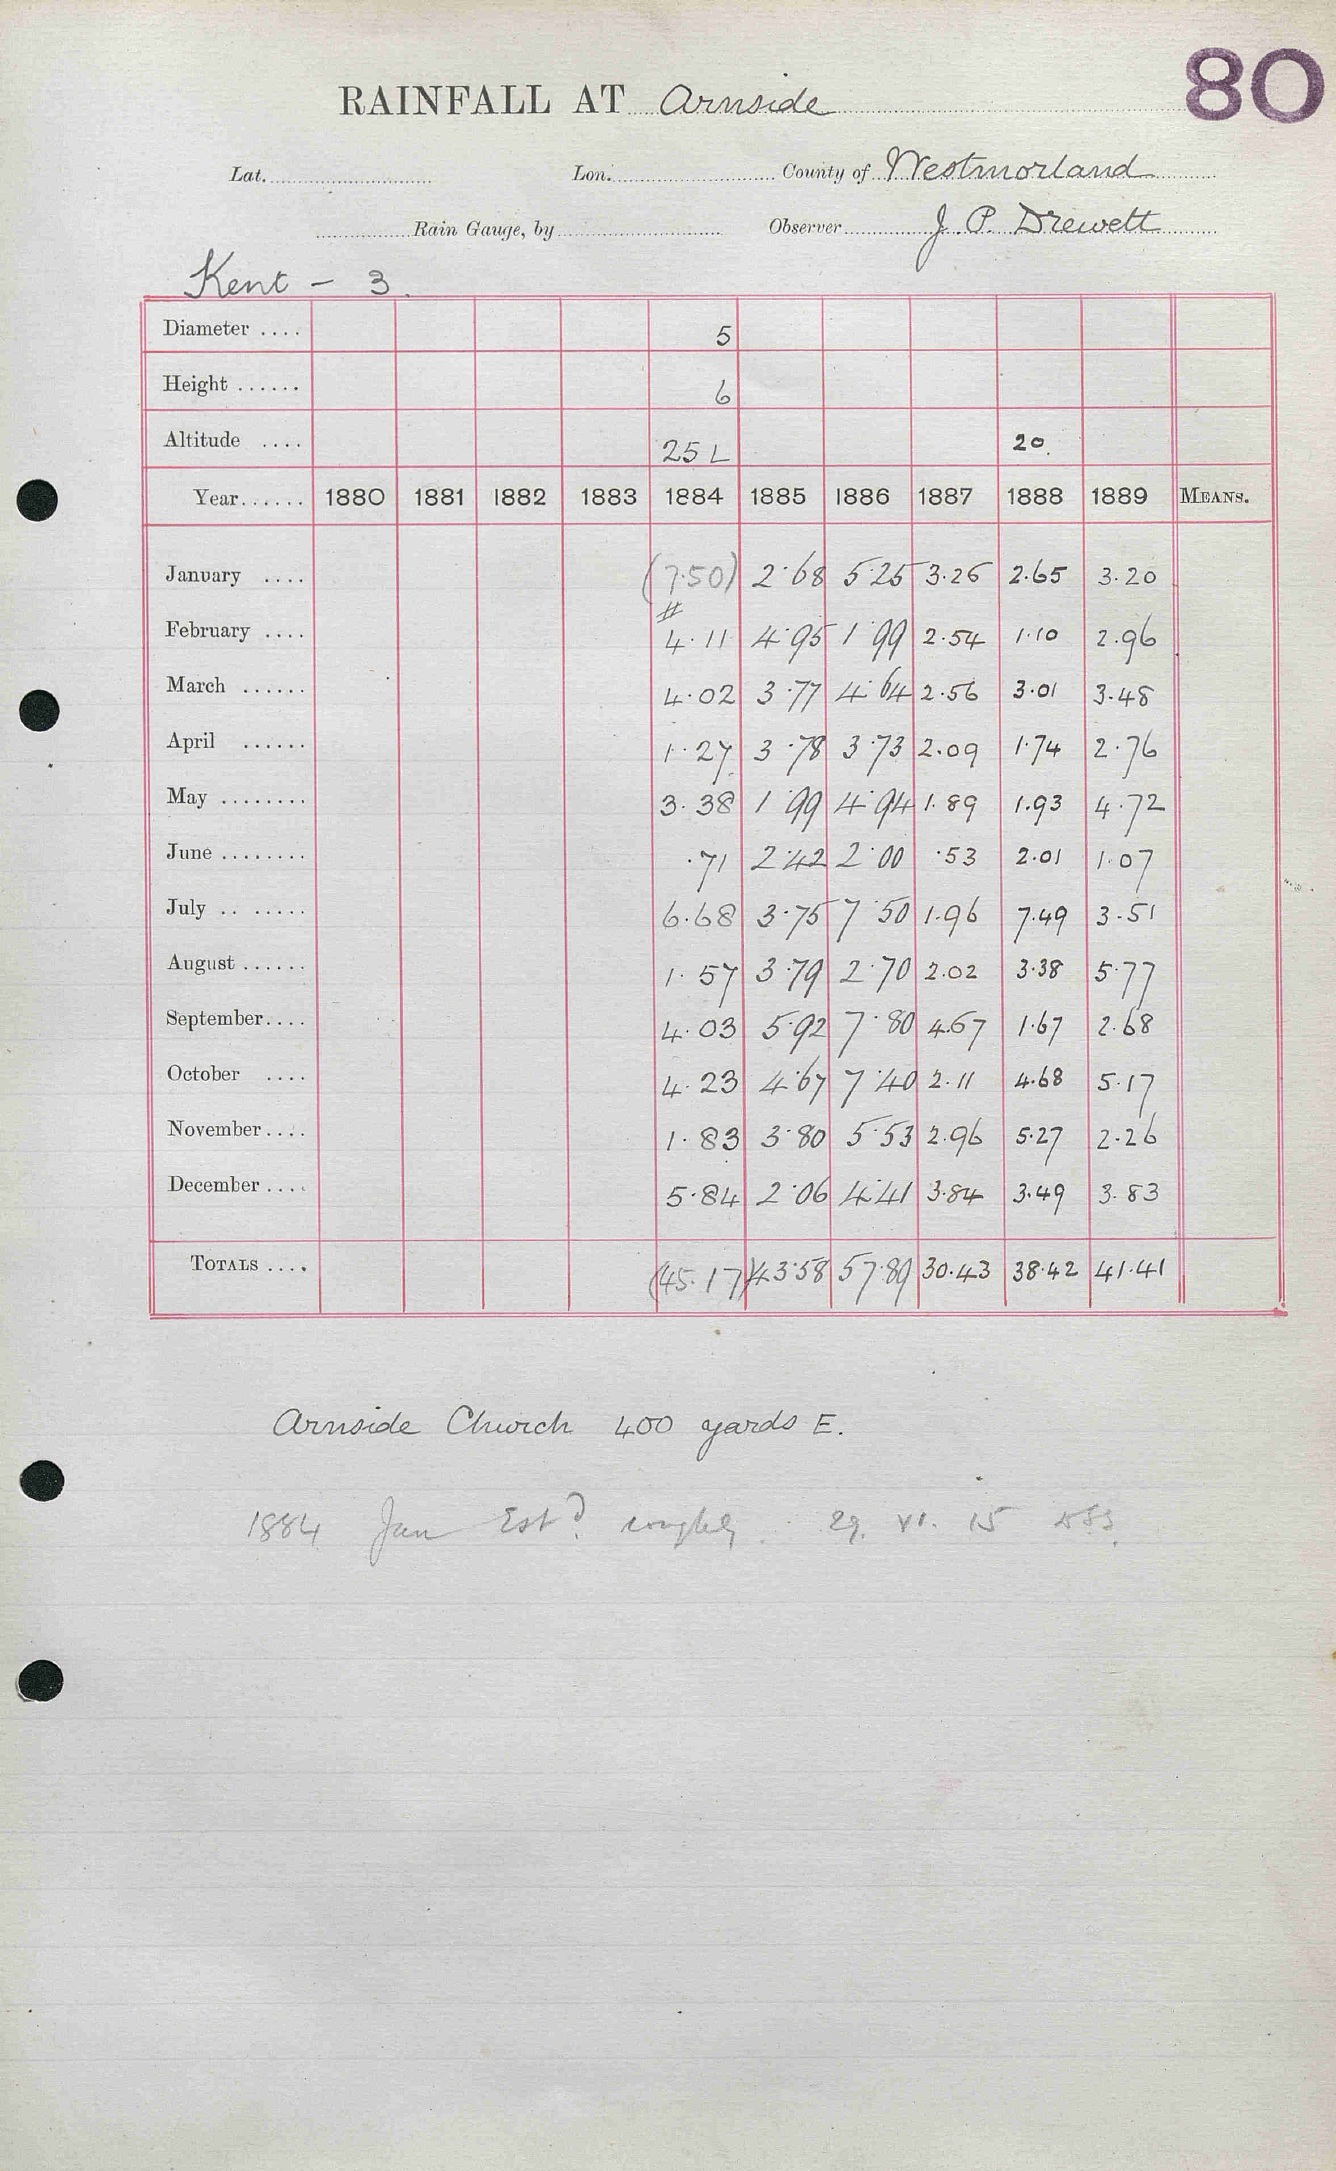 80
RAINFALL AT Arnside
Lat. Lon. County of Westmorland
Rain Gauge, by Observer J. P. Drewett
Kent - 3.
Diameter .... 5
Height ...... 6
Altitude .... 25 L 20
Year...... 1880 1881 1882 1883 1884 1885 1886 1887 1888 1889 MEANS.
January .... (7.50) 2.68 5.25 3.26 2.65 3.20
February .... 4.11 4.95 1.99 2.54 1.10 2.96
March ...... 4.02 3.77 4.64 2.56 3.01 3.48
April ...... 1.27 3.78 3.73 2.09 1.74 2.76
May ........ 3.38 1.99 4.94 1.89 1.93 4.72
June ........ .71 2.42 2.00 .53 2.01 1.07
July .. ..... 6.68 3.75 7.50 1.96 7.49 3.51
August ...... 1.57 3.79 2.70 2.02 3.38 5.77
September.... 4.03 5.92 7.80 4.67 1.67 2.68
October .... 4.23 4.67 7.40 2.11 4.68 5.17
November.... 1.83 3.80 5.53 2.96 5.27 2.26
December .... 5.84 2.06 4.41 3.84 3.49 3.83
TOTALS .... (45.17) 43.58 57.89 30.43 38.42 41.41
Arnside Church 400 yards E.
1884 Jan Estd. roughly. 29. VI. 15